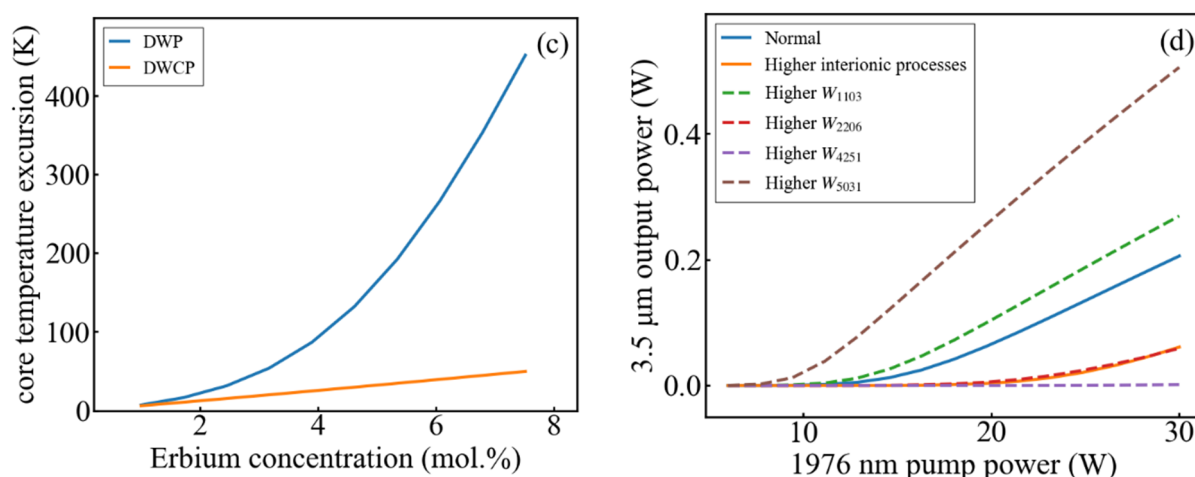 (c)
DWP
DWCP
core temperature excursion (K)
400
300
200
100
0
2
4
6
8
Erbium concentration (mol.%)
(d)
Normal
Higher interionic processes
Higher W₁₁₀₃
Higher W₂₂₀₆
Higher W₄₂₅₁
Higher W₅₀₃₁
3.5 μm output power (W)
0.4
0.2
0.0
10
20
30
1976 nm pump power (W)